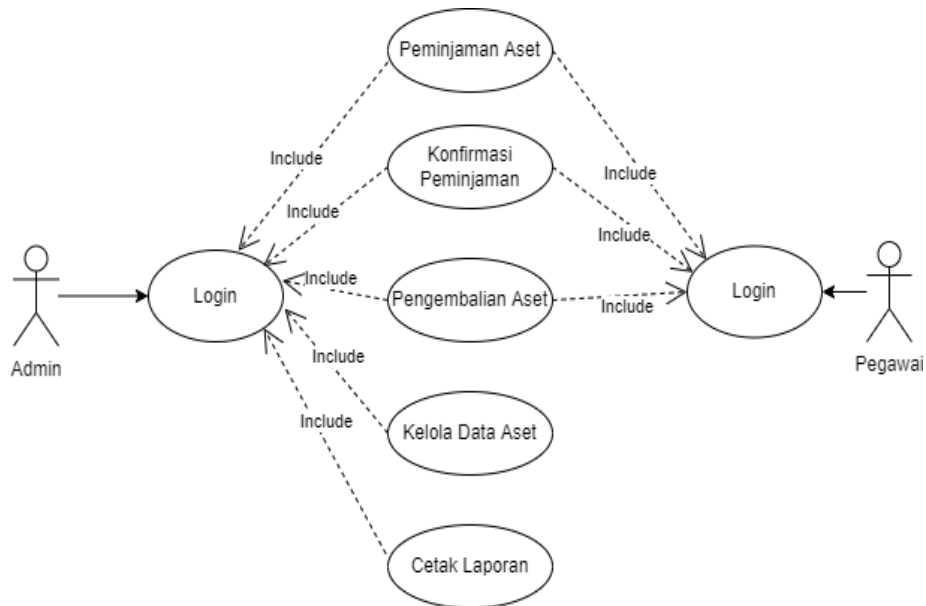 Peminjaman Aset
Include
Include
Konfirmasi
Peminjaman
Include
Include
Login
Include
Pengembalian Aset
Include
Login
Admin
Include
Pegawai
Include
Kelola Data Aset
Cetak Laporan